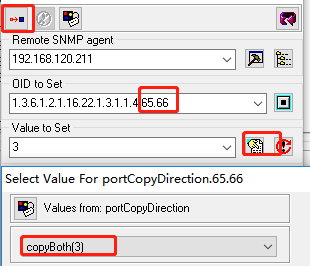 Remote SNMP agent
192.168.120.211
OID to Set
1.3.6.1.2.1.16.22.1.3.1.1.4.65.66
Value to Set
3
Select Value For portCopyDirection.65.66
Values from: portCopyDirection
copyBoth(3)